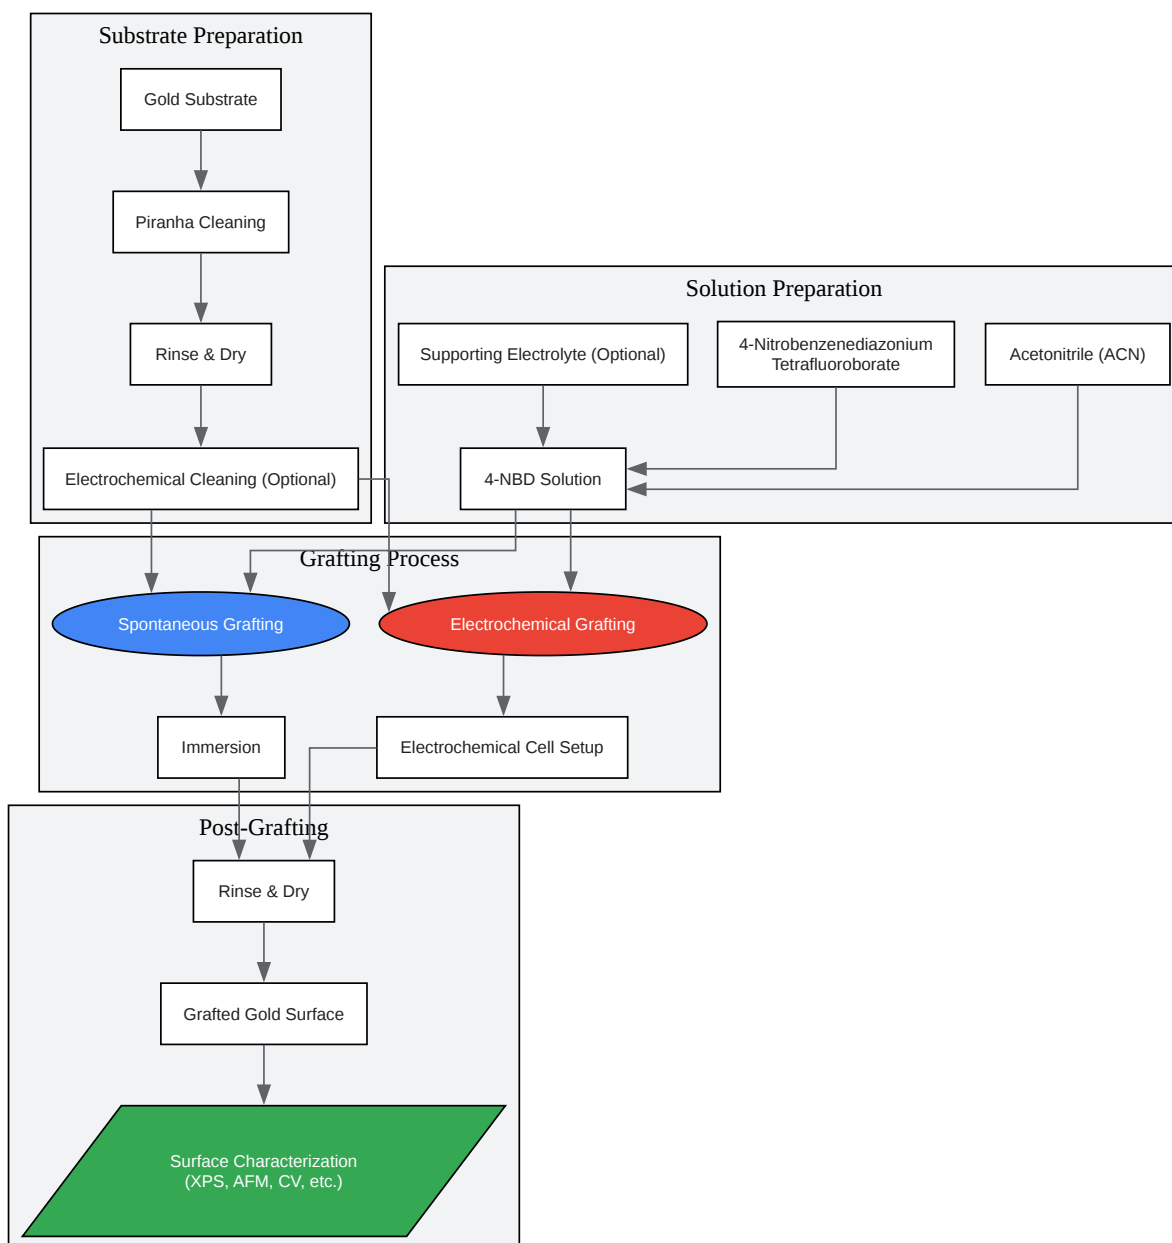 Substrate Preparation
Gold Substrate
Piranha Cleaning
Rinse & Dry
Electrochemical Cleaning (Optional)
Solution Preparation
Supporting Electrolyte (Optional)
4-Nitrobenzenediazonium
Tetrafluoroborate
Acetonitrile (ACN)
4-NBD Solution
Grafting Process
Spontaneous Grafting
Electrochemical Grafting
Immersion
Electrochemical Cell Setup
Post-Grafting
Rinse & Dry
Grafted Gold Surface
Surface Characterization
(XPS, AFM, CV, etc.)